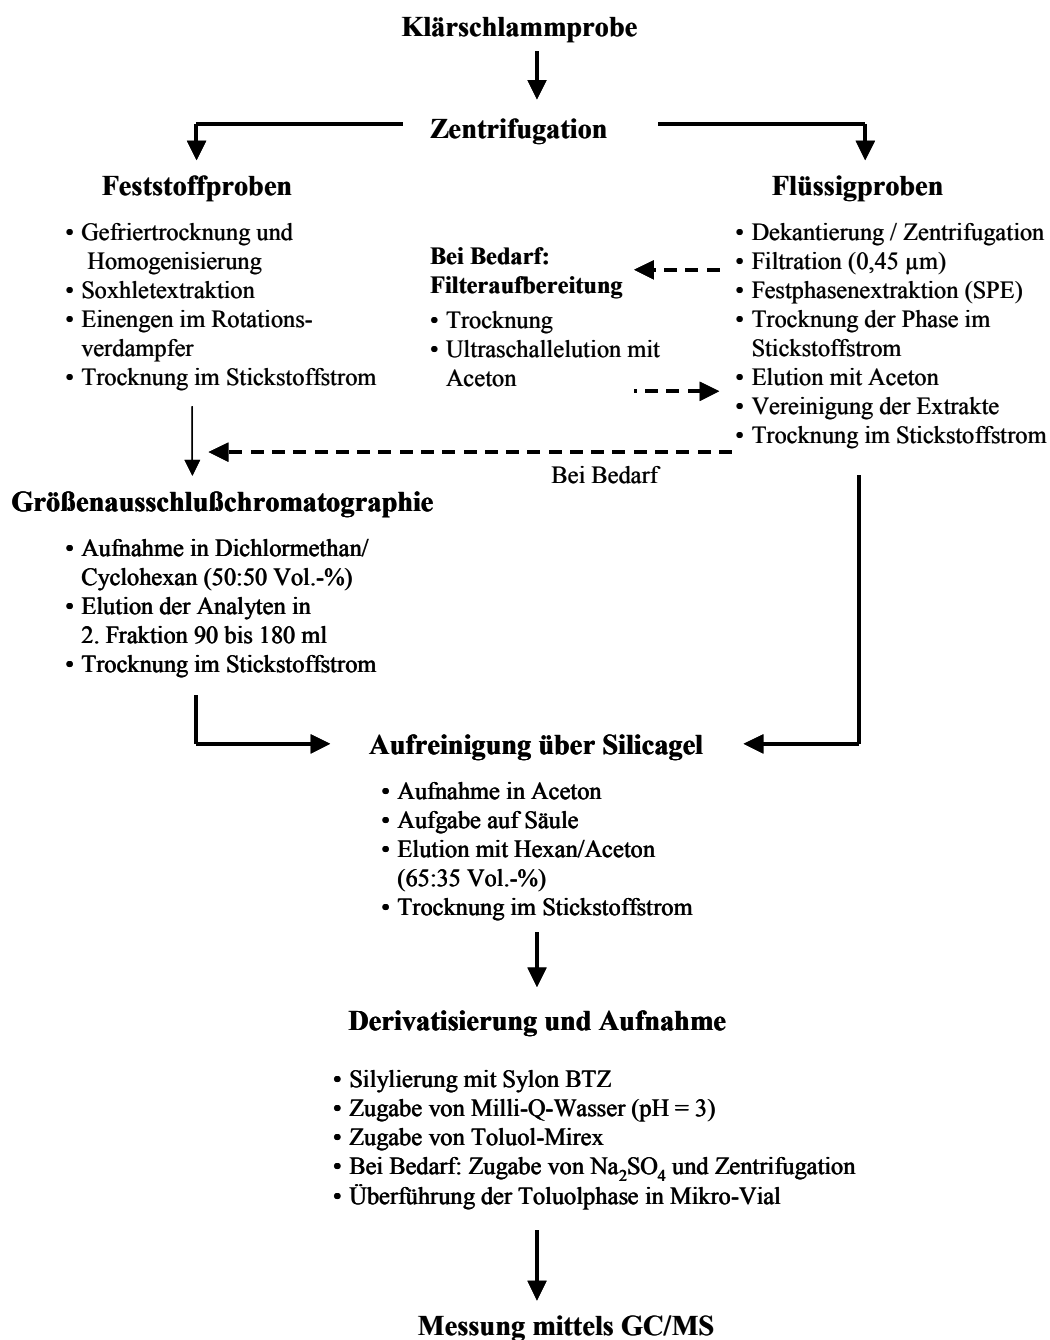 Klärschlammprobe
Zentrifugation
Feststoffproben
• Gefriertrocknung und
Homogenisierung
• Soxhletextraktion
• Einengen im Rotations-
verdampfer
• Trocknung im Stickstoffstrom
Bei Bedarf:
Filteraufbereitung
• Trocknung
• Ultraschallelution mit
Aceton
Flüssigproben
• Dekantierung / Zentrifugation
• Filtration (0,45 µm)
• Festphasenextraktion (SPE)
• Trocknung der Phase im
Stickstoffstrom
• Elution mit Aceton
• Vereinigung der Extrakte
• Trocknung im Stickstoffstrom
Bei Bedarf
Größenausschlußchromatographie
• Aufnahme in Dichlormethan/
Cyclohexan (50:50 Vol.-%)
• Elution der Analyten in
2. Fraktion 90 bis 180 ml
• Trocknung im Stickstoffstrom
Aufreinigung über Silicagel
• Aufnahme in Aceton
• Aufgabe auf Säule
• Elution mit Hexan/Aceton
(65:35 Vol.-%)
• Trocknung im Stickstoffstrom
Derivatisierung und Aufnahme
• Silylierung mit Sylon BTZ
• Zugabe von Milli-Q-Wasser (pH = 3)
• Zugabe von Toluol-Mirex
• Bei Bedarf: Zugabe von Na₂SO₄ und Zentrifugation
• Überführung der Toluolphase in Mikro-Vial
Messung mittels GC/MS